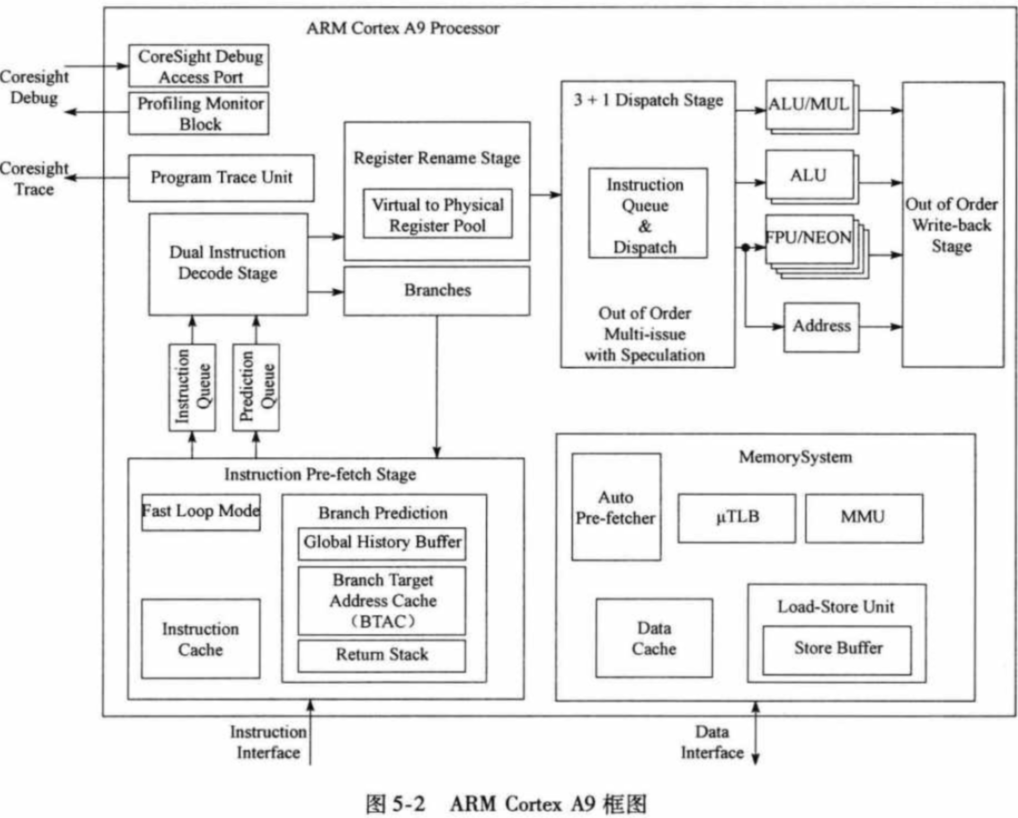 ARM Cortex A9 Processor
Coresight
Debug
CoreSight Debug
Access Port
Profiling Monitor
Block
Coresight
Trace
Program Trace Unit
Dual Instruction
Decode Stage
Register Rename Stage
Virtual to Physical
Register Pool
Branches
3 + 1 Dispatch Stage
Instruction
Queue
&
Dispatch
Out of Order
Multi-issue
with Speculation
ALU/MUL
ALU
FPU/NEON
Address
Out of Order
Write-back
Stage
Instruction
Queue
Prediction
Queue
Instruction Pre-fetch Stage
Fast Loop Mode
Instruction
Cache
Branch Prediction
Global History Buffer
Branch Target
Address Cache
(BTAC)
Return Stack
MemorySystem
Auto
Pre-fetcher
μTLB
MMU
Data
Cache
Load-Store Unit
Store Buffer
Instruction
Interface
Data
Interface
图 5-2 ARM Cortex A9 框图